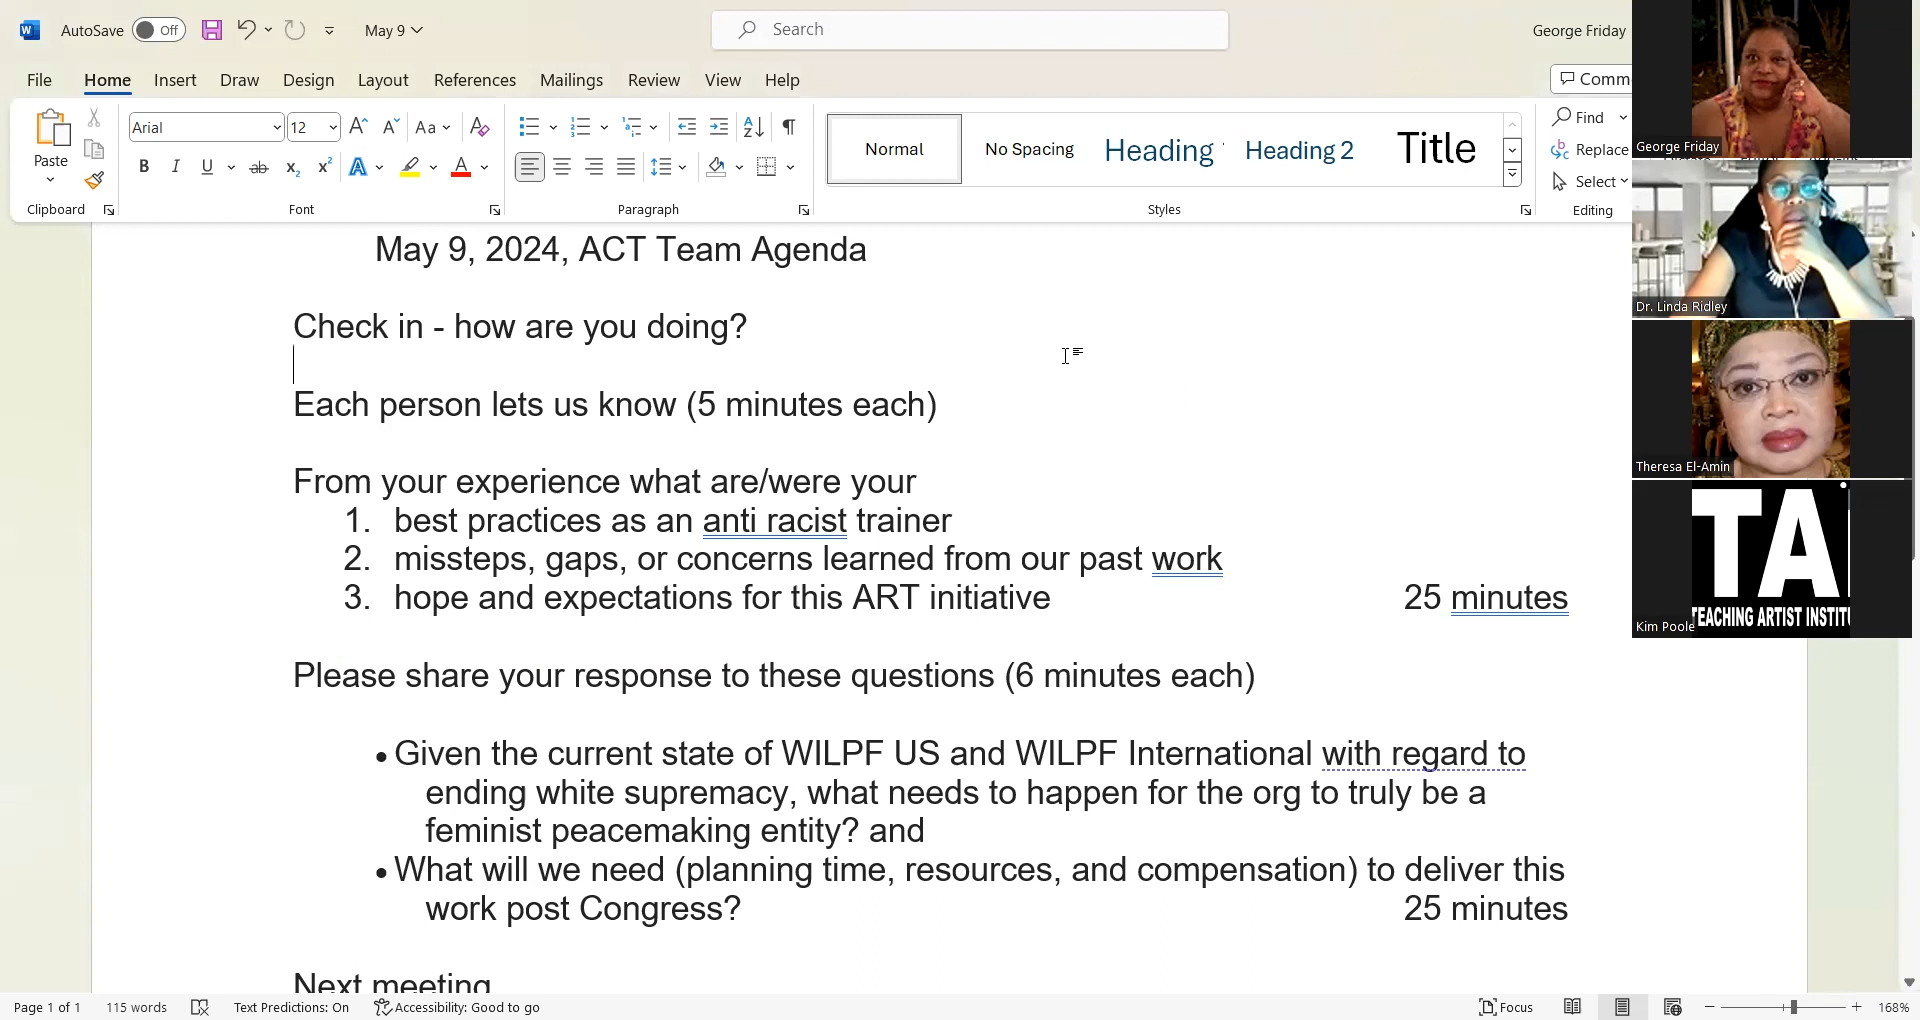 AutoSave Off May 9 Search George Friday
File Home Insert Draw Design Layout References Mailings Review View Help
Paste
Clipboard
Arial 12
Aa
B I U ab x2 x2 A A
Font
Paragraph
Normal No Spacing Heading Heading 2 Title
Styles
Find
Replace
Select
Editing
May 9, 2024, ACT Team Agenda
Check in - how are you doing?
Each person lets us know (5 minutes each)
From your experience what are/were your
1. best practices as an anti racist trainer
2. missteps, gaps, or concerns learned from our past work
3. hope and expectations for this ART initiative 25 minutes
Please share your response to these questions (6 minutes each)
• Given the current state of WILPF US and WILPF International with regard to
ending white supremacy, what needs to happen for the org to truly be a
feminist peacemaking entity? and
• What will we need (planning time, resources, and compensation) to deliver this
work post Congress? 25 minutes
Next meeting
George Friday
Dr. Linda Ridley
Theresa El-Amin
TA
TEACHING ARTIST
Kim Poole
Page 1 of 1 115 words Text Predictions: On Accessibility: Good to go Focus 168%